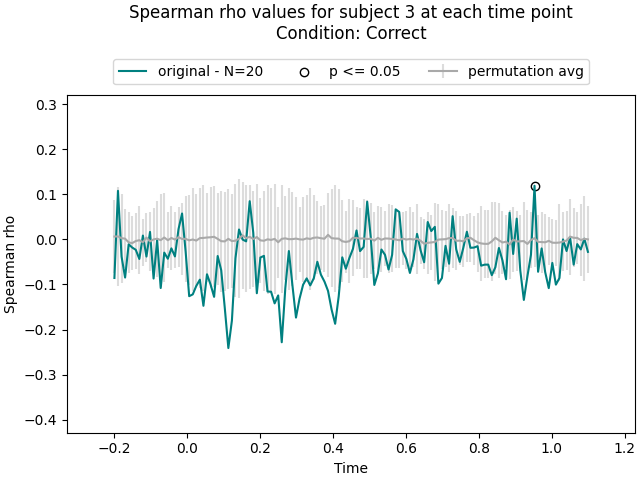 Spearman rho values for subject 3 at each time point
Condition: Correct
original - N=20
p <= 0.05
permutation avg
0.3
0.2
0.1
0.0
−0.1
−0.2
−0.3
−0.4
Spearman rho
−0.2
0.0
0.2
0.4
0.6
0.8
1.0
1.2
Time